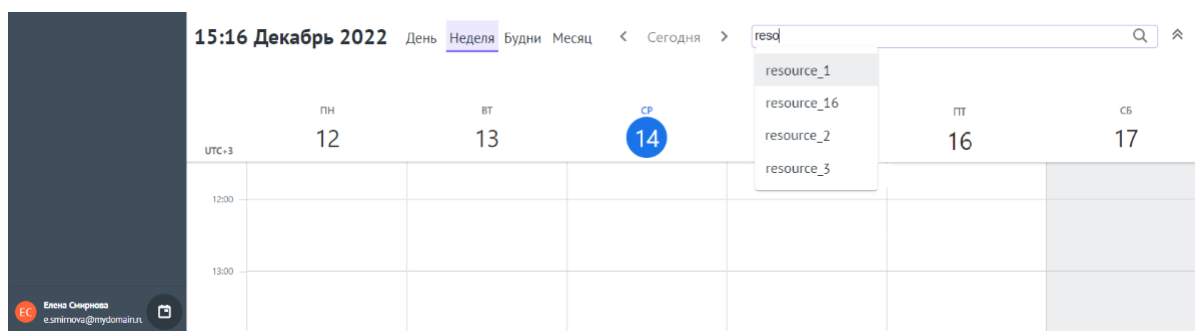 15:16 Декабрь 2022 День Неделя Будни Месяц < Сегодня > reso
resource_1
resource_16
resource_2
resource_3
ПН ВТ СР ПТ СБ
UTC+3 12 13 14 16 17
12:00
13:00
ЕС Елена Смирнова
e.smirnova@mydomain.ru